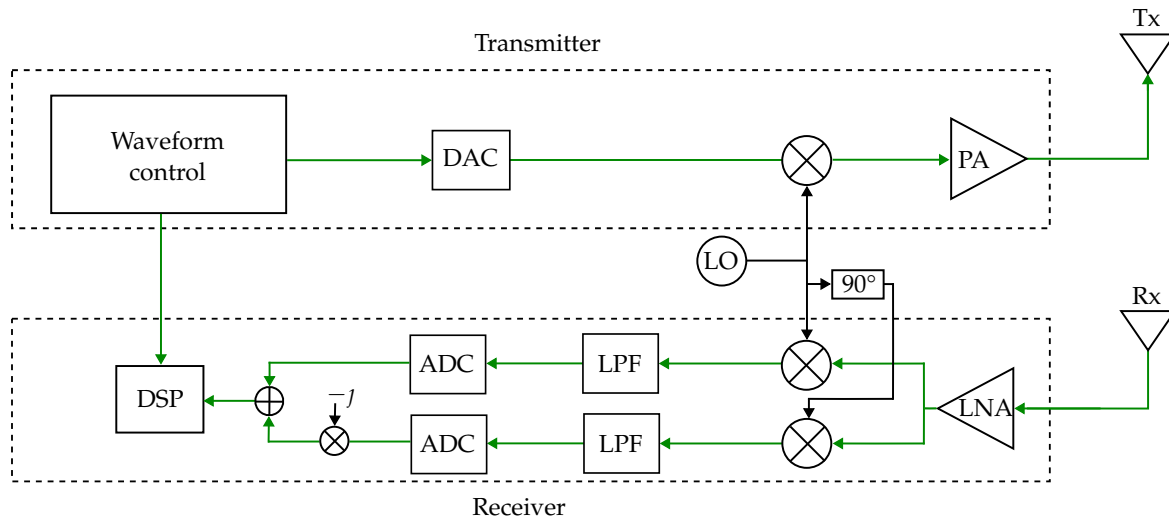 Transmitter
Tx
Waveform
control
DAC
PA
LO
90°
Rx
ADC
LPF
LNA
DSP
−ȷ
ADC
LPF
Receiver